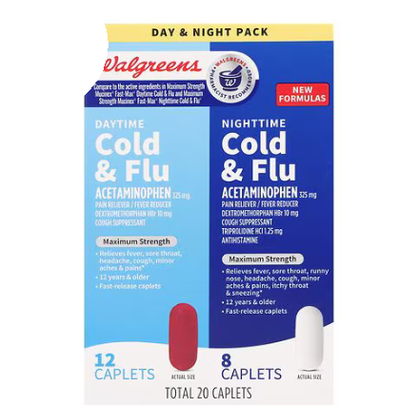 DAY & NIGHT PACK
Walgreens
Compare to the active ingredients in Maximum Strength
Mucinex® Fast-Max® Daytime Cold & Flu and Maximum
Strength Mucinex® Fast-Max® Nighttime Cold & Flu
WALGREENS
PHARMACIST RECOMMENDED
NEW
FORMULAS
DAYTIME
Cold
& Flu
ACETAMINOPHEN 325 mg
PAIN RELIEVER / FEVER REDUCER
DEXTROMETHORPHAN HBr 10 mg
COUGH SUPPRESSANT
Maximum Strength
• Relieves fever, sore throat,
headache, cough, minor
aches & pains*
• 12 years & older
• Fast-release caplets
12
CAPLETS
ACTUAL SIZE
NIGHTTIME
Cold
& Flu
ACETAMINOPHEN 325 mg
PAIN RELIEVER / FEVER REDUCER
DEXTROMETHORPHAN HBr 10 mg
COUGH SUPPRESSANT
TRIPROLIDINE HCl 1.25 mg
ANTIHISTAMINE
Maximum Strength
• Relieves fever, sore throat, runny
nose, headache, cough, minor
aches & pains, itchy throat
& sneezing*
• 12 years & older
• Fast-release caplets
8
CAPLETS
ACTUAL SIZE
TOTAL 20 CAPLETS